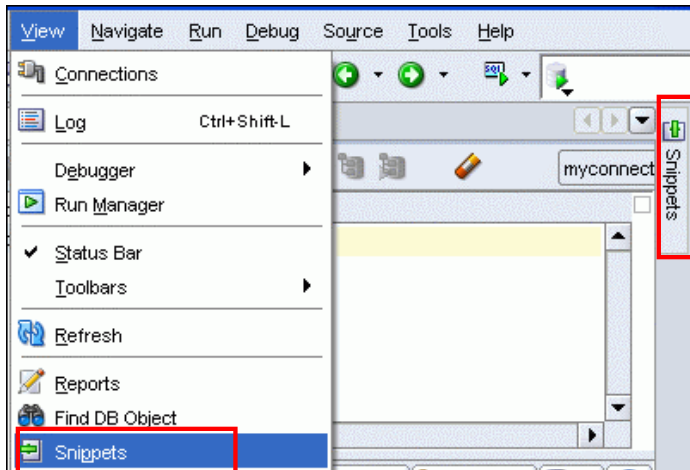 View Navigate Run Debug Source Tools Help
Connections
SQL
Log Ctrl+Shift-L
Snippets
Debugger
myconnect
Run Manager
Status Bar
Toolbars
Refresh
Reports
Find DB Object
Snippets